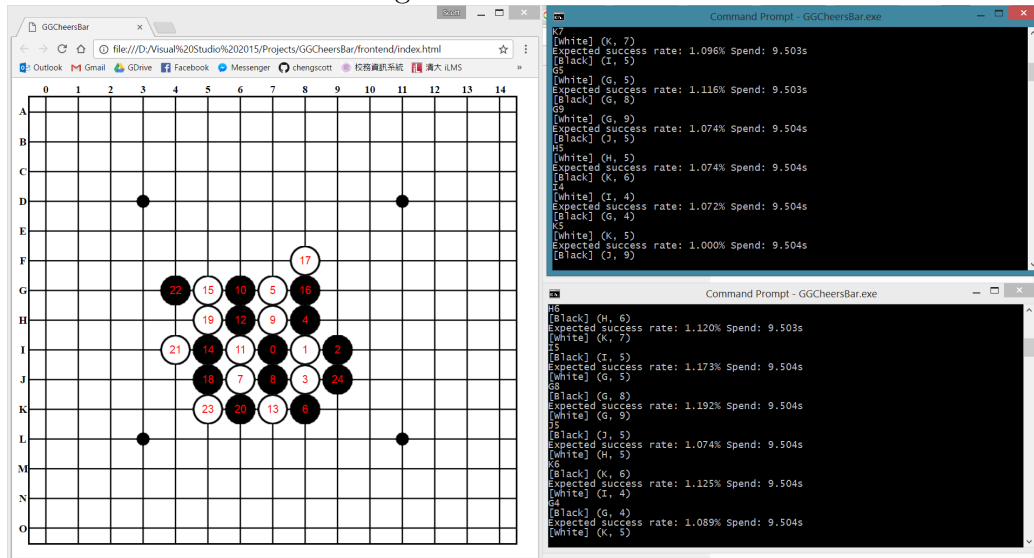 GGCheersBar
Scott
file:///D:/Visual%20Studio%202015/Projects/GGCheersBar/frontend/index.html
Outlook Gmail GDrive Facebook Messenger chengscott 校務資訊系統 清大 iLMS »
0 1 2 3 4 5 6 7 8 9 10 11 12 13 14
A
B
C
D
E
F 17
G 22 15 10 5 16
H 19 12 9 4
I 21 14 11 0 1 2
J 18 7 8 3 24
K 23 20 13 6
L
M
N
O
Command Prompt - GGCheersBar.exe
K7
[White] (K, 7)
Expected success rate: 1.096% Spend: 9.503s
[Black] (I, 5)
G5
[White] (G, 5)
Expected success rate: 1.116% Spend: 9.503s
[Black] (G, 8)
G9
[White] (G, 9)
Expected success rate: 1.074% Spend: 9.504s
[Black] (J, 5)
H5
[White] (H, 5)
Expected success rate: 1.074% Spend: 9.504s
[Black] (K, 6)
I4
[White] (I, 4)
Expected success rate: 1.072% Spend: 9.504s
[Black] (G, 4)
K5
[White] (K, 5)
Expected success rate: 1.000% Spend: 9.504s
[Black] (J, 9)
Command Prompt - GGCheersBar.exe
H6
[Black] (H, 6)
Expected success rate: 1.120% Spend: 9.503s
[White] (K, 7)
I5
[Black] (I, 5)
Expected success rate: 1.173% Spend: 9.504s
[White] (G, 5)
G8
[Black] (G, 8)
Expected success rate: 1.192% Spend: 9.504s
[White] (G, 9)
J5
[Black] (J, 5)
Expected success rate: 1.074% Spend: 9.504s
[White] (H, 5)
K6
[Black] (K, 6)
Expected success rate: 1.125% Spend: 9.504s
[White] (I, 4)
G4
[Black] (G, 4)
Expected success rate: 1.089% Spend: 9.504s
[White] (K, 5)